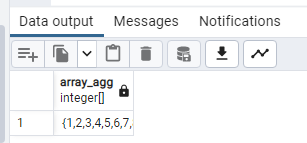 Data output Messages Notifications
array_agg
integer[]
1 {1,2,3,4,5,6,7,